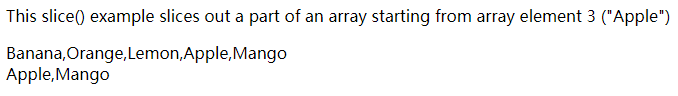 This slice() example slices out a part of an array starting from array element 3 ("Apple")
Banana,Orange,Lemon,Apple,Mango
Apple,Mango